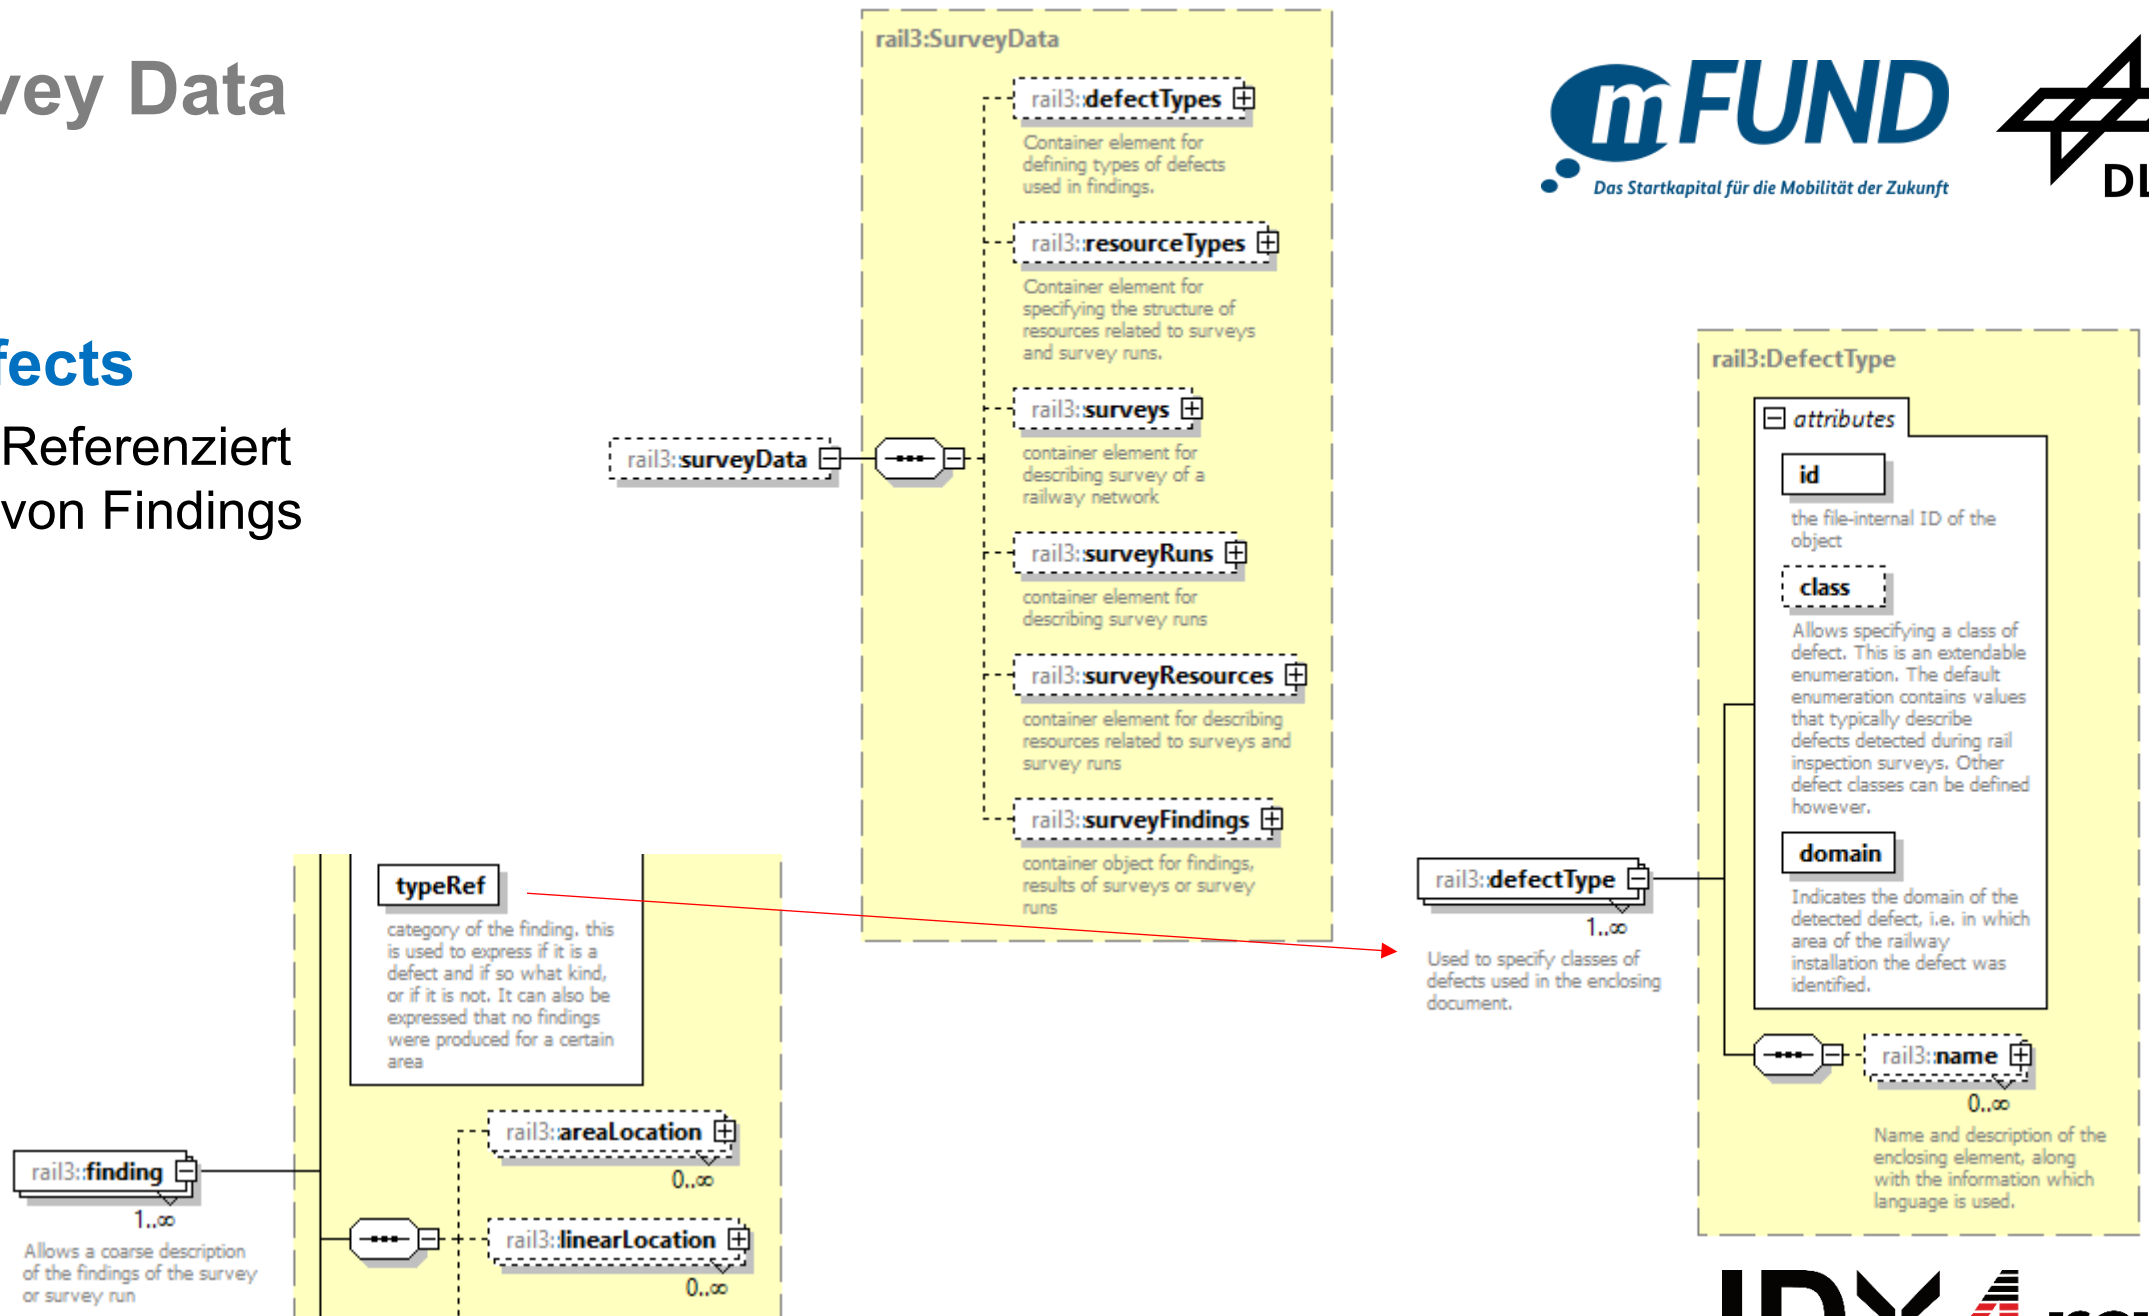 vey Data
fects
Referenziert
von Findings
rail3:SurveyData
rail3:defectTypes
Container element for
defining types of defects
used in findings.
rail3:resourceTypes
Container element for
specifying the structure of
resources related to surveys
and survey runs.
rail3:surveys
container element for
describing survey of a
railway network
rail3:surveyData
rail3:surveyRuns
container element for
describing survey runs
rail3:surveyResources
container element for describing
resources related to surveys and
survey runs
rail3:surveyFindings
container object for findings,
results of surveys or survey
runs
mFUND
Das Startkapital für die Mobilität der Zukunft
DL
rail3:DefectType
attributes
id
the file-internal ID of the
object
class
Allows specifying a class of
defect. This is an extendable
enumeration. The default
enumeration contains values
that typically describe
defects detected during rail
inspection surveys. Other
defect classes can be defined
however.
domain
Indicates the domain of the
detected defect, i.e. in which
area of the railway
installation the defect was
identified.
rail3:defectType
1..∞
Used to specify classes of
defects used in the enclosing
document.
rail3:name
0..∞
Name and description of the
enclosing element, along
with the information which
language is used.
typeRef
category of the finding. this
is used to express if it is a
defect and if so what kind,
or if it is not. It can also be
expressed that no findings
were produced for a certain
area
rail3:areaLocation
0..∞
rail3:finding
1..∞
Allows a coarse description
of the findings of the survey
or survey run
rail3:linearLocation
0..∞